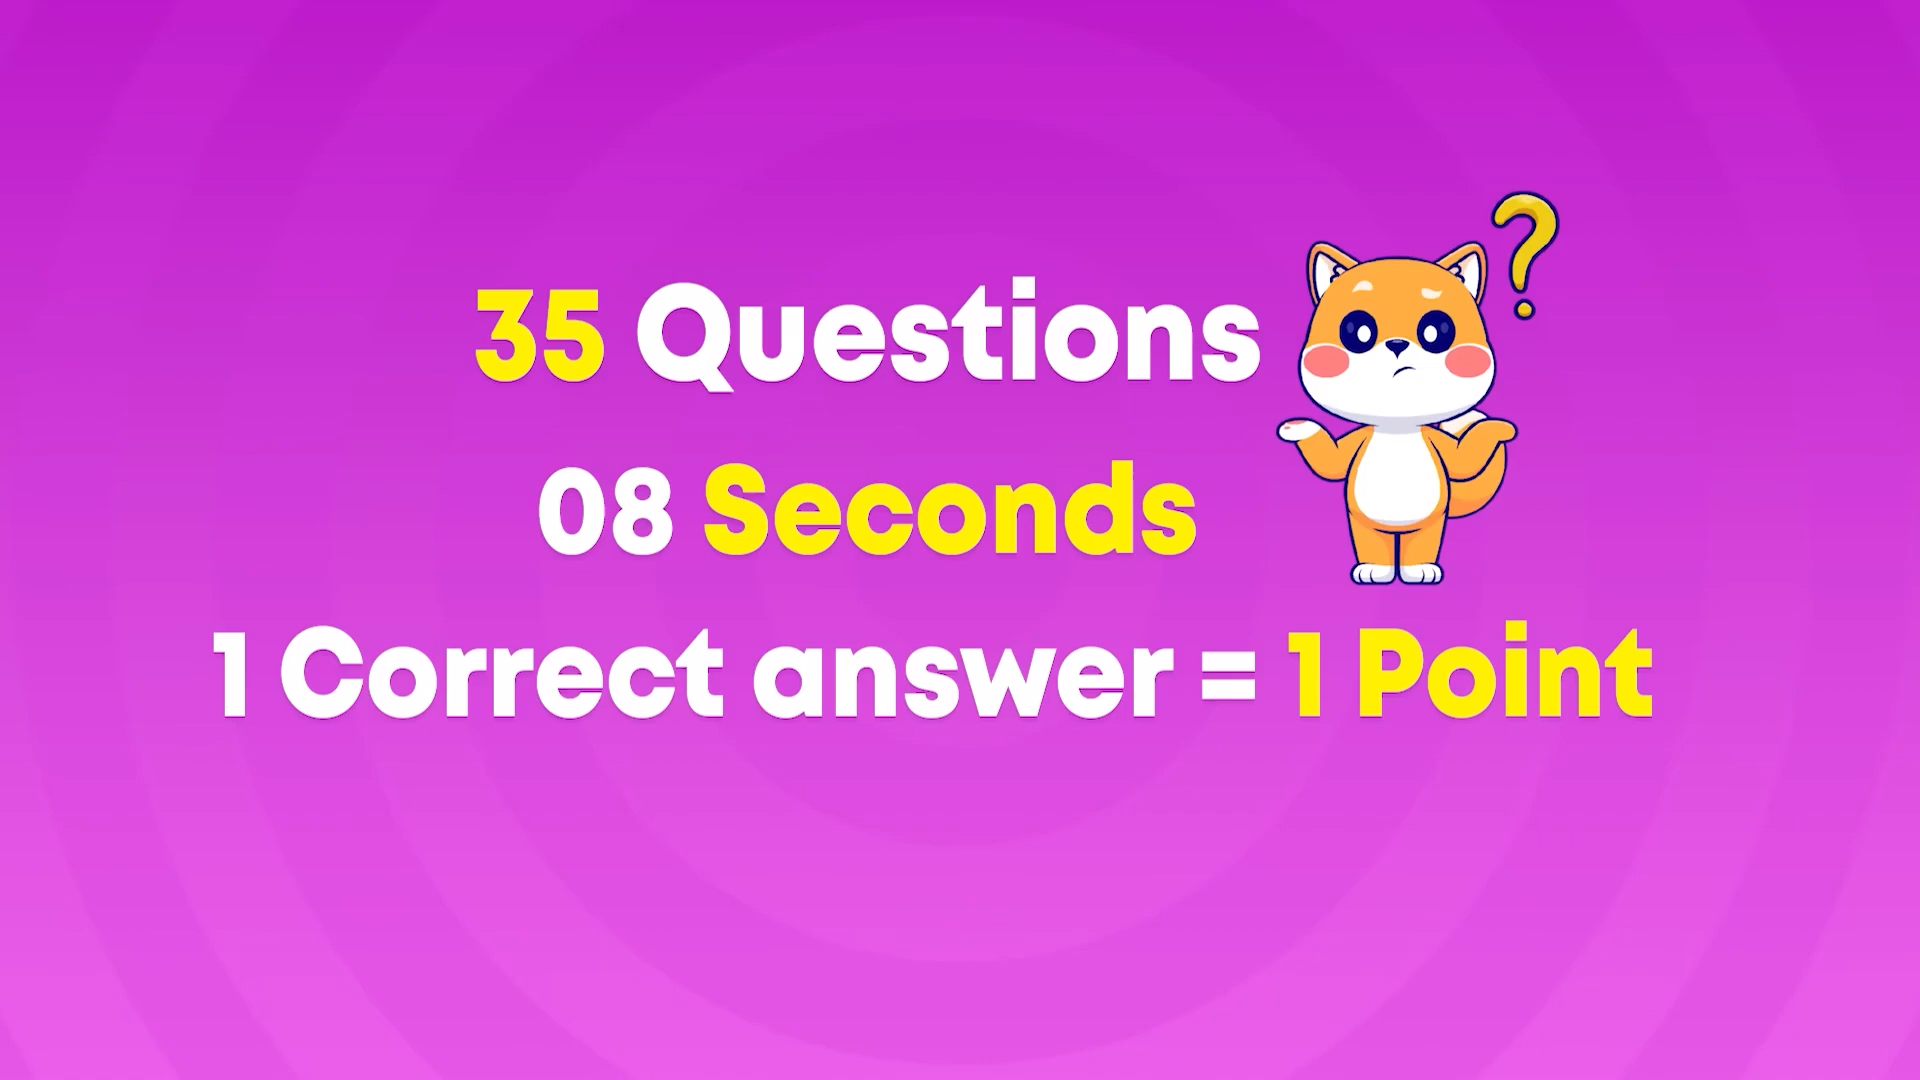 35 Questions
08 Seconds
1 Correct answer = 1 Point
?